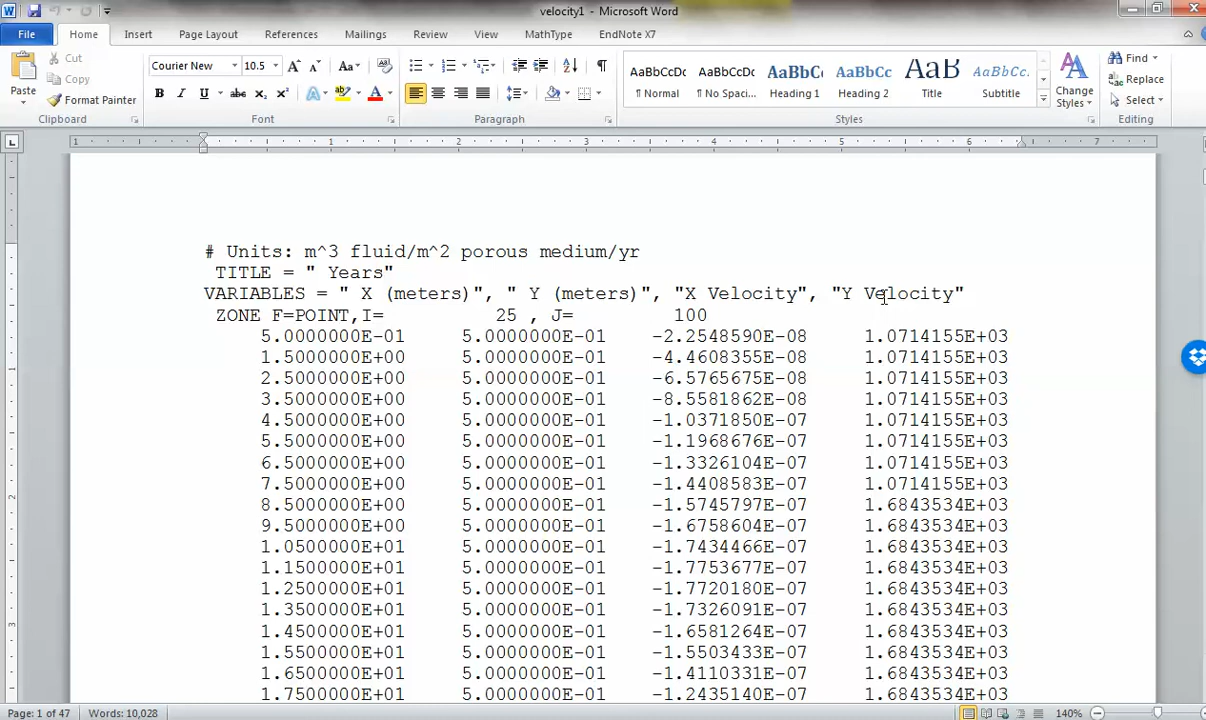 velocity1 - Microsoft Word
File Home Insert Page Layout References Mailings Review View MathType EndNote X7
Cut
Copy
Format Painter
Paste
Clipboard
Courier New 10.5
Font
Paragraph
AaBbCcDc AaBbCcDc AaBbCc AaBbCc AaB AaBbCc.
¶ Normal ¶ No Spaci... Heading 1 Heading 2 Title Subtitle
Change Styles
Styles
Find
Replace
Select
Editing
1 1 2 3 4 5 6 7
# Units: m^3 fluid/m^2 porous medium/yr
TITLE = " Years"
VARIABLES = " X (meters)", " Y (meters)", "X Velocity", "Y Velocity"
ZONE F=POINT,I= 25 , J= 100
5.0000000E-01 5.0000000E-01 -2.2548590E-08 1.0714155E+03
1.5000000E+00 5.0000000E-01 -4.4608355E-08 1.0714155E+03
2.5000000E+00 5.0000000E-01 -6.5765675E-08 1.0714155E+03
3.5000000E+00 5.0000000E-01 -8.5581862E-08 1.0714155E+03
4.5000000E+00 5.0000000E-01 -1.0371850E-07 1.0714155E+03
5.5000000E+00 5.0000000E-01 -1.1968676E-07 1.0714155E+03
6.5000000E+00 5.0000000E-01 -1.3326104E-07 1.0714155E+03
7.5000000E+00 5.0000000E-01 -1.4408583E-07 1.0714155E+03
8.5000000E+00 5.0000000E-01 -1.5745797E-07 1.6843534E+03
9.5000000E+00 5.0000000E-01 -1.6758604E-07 1.6843534E+03
1.0500000E+01 5.0000000E-01 -1.7434466E-07 1.6843534E+03
1.1500000E+01 5.0000000E-01 -1.7753677E-07 1.6843534E+03
1.2500000E+01 5.0000000E-01 -1.7720180E-07 1.6843534E+03
1.3500000E+01 5.0000000E-01 -1.7326091E-07 1.6843534E+03
1.4500000E+01 5.0000000E-01 -1.6581264E-07 1.6843534E+03
1.5500000E+01 5.0000000E-01 -1.5503433E-07 1.6843534E+03
1.6500000E+01 5.0000000E-01 -1.4110331E-07 1.6843534E+03
1.7500000E+01 5.0000000E-01 -1.2435140E-07 1.6843534E+03
Page: 1 of 47 Words: 10,028 140%